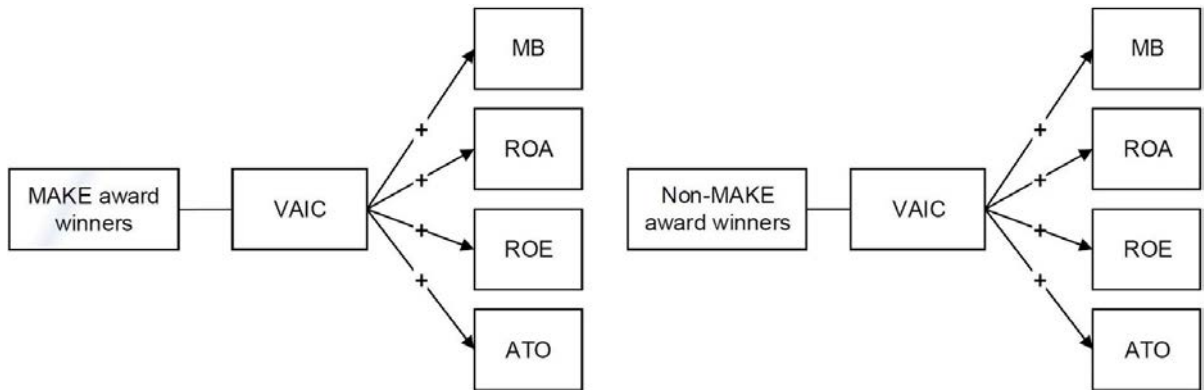 MB
ROA
MAKE award
winners
VAIC
ROE
ATO
+
+
+
+
MB
ROA
Non-MAKE
award winners
VAIC
ROE
ATO
+
+
+
+